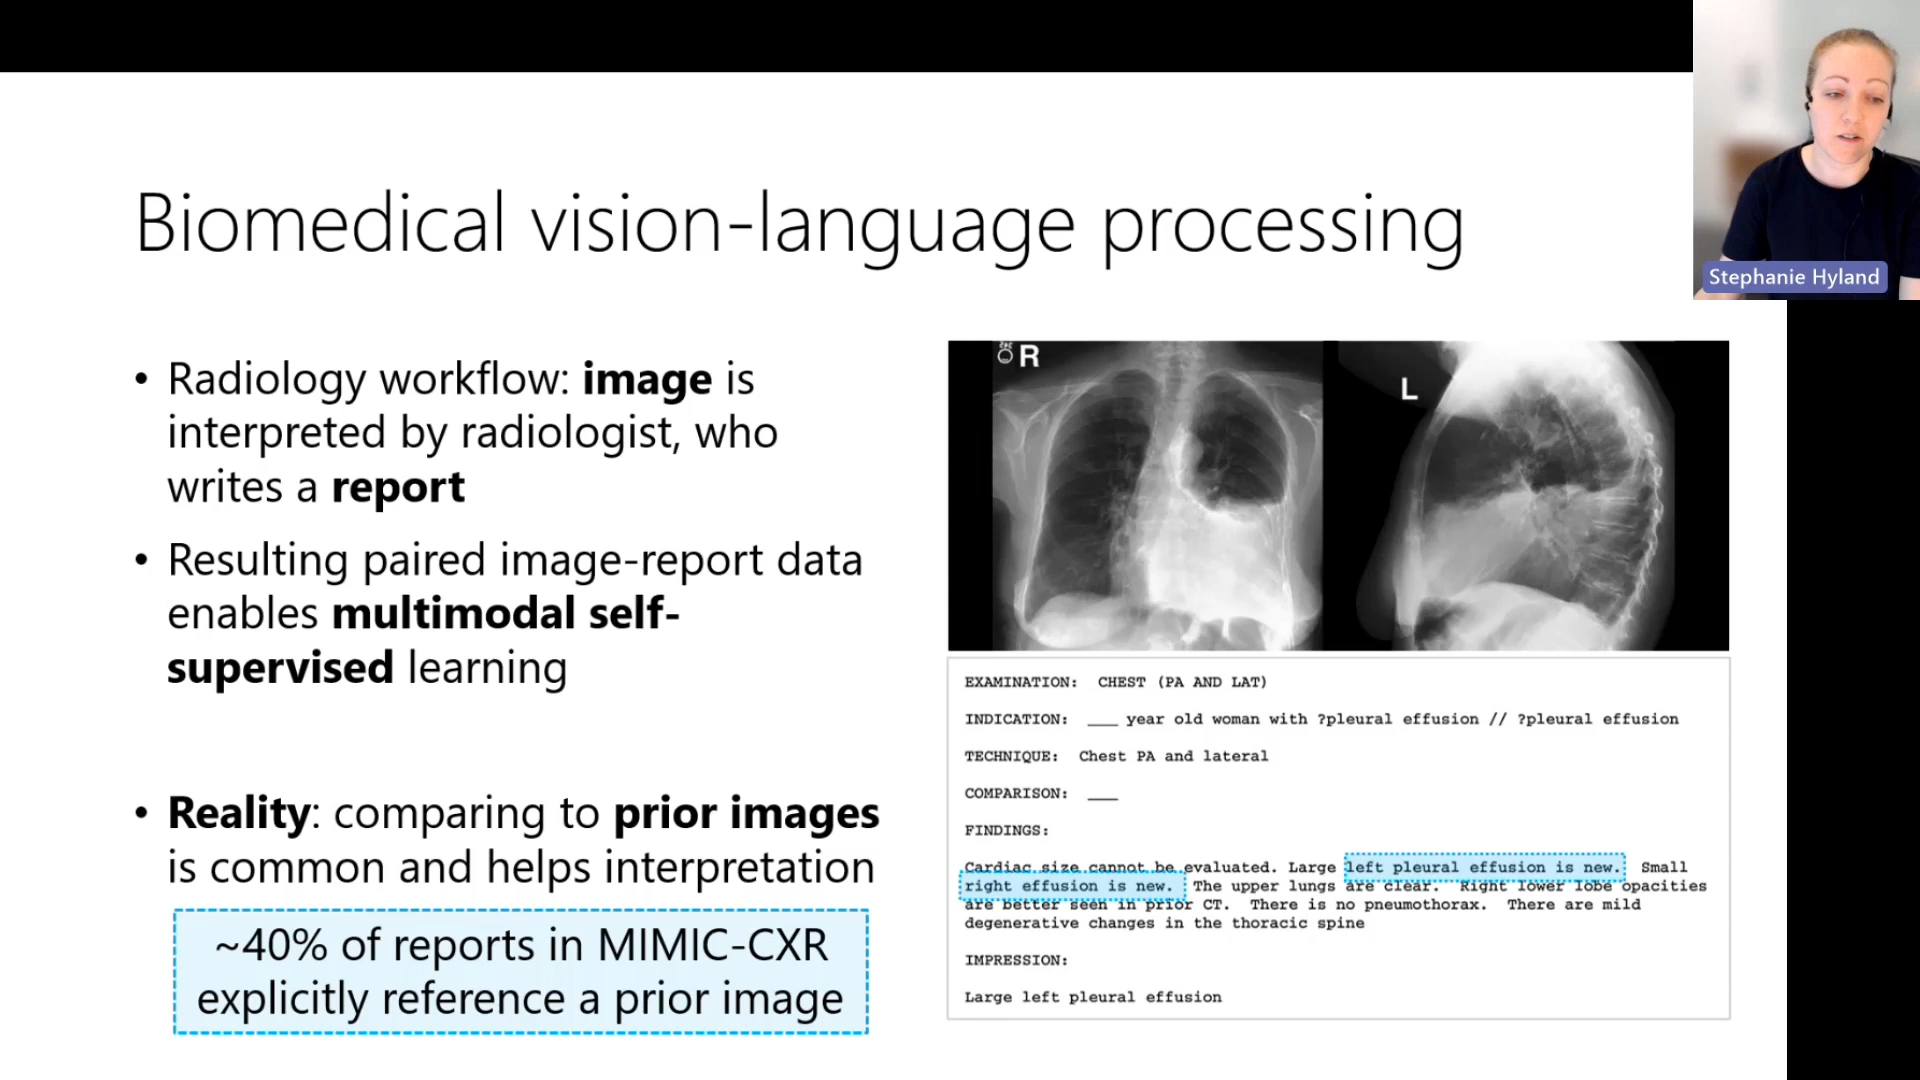 Stephanie Hyland
Biomedical vision-language processing
• Radiology workflow: image is
interpreted by radiologist, who
writes a report
• Resulting paired image-report data
enables multimodal self-
supervised learning
• Reality: comparing to prior images
is common and helps interpretation
~40% of reports in MIMIC-CXR
explicitly reference a prior image
R
L
EXAMINATION: CHEST (PA AND LAT)
INDICATION: ___ year old woman with ?pleural effusion // ?pleural effusion
TECHNIQUE: Chest PA and lateral
COMPARISON: ___
FINDINGS:
Cardiac size cannot be evaluated. Large left pleural effusion is new. Small
right effusion is new. The upper lungs are clear. Right lower lobe opacities
are better seen in prior CT. There is no pneumothorax. There are mild
degenerative changes in the thoracic spine
IMPRESSION:
Large left pleural effusion